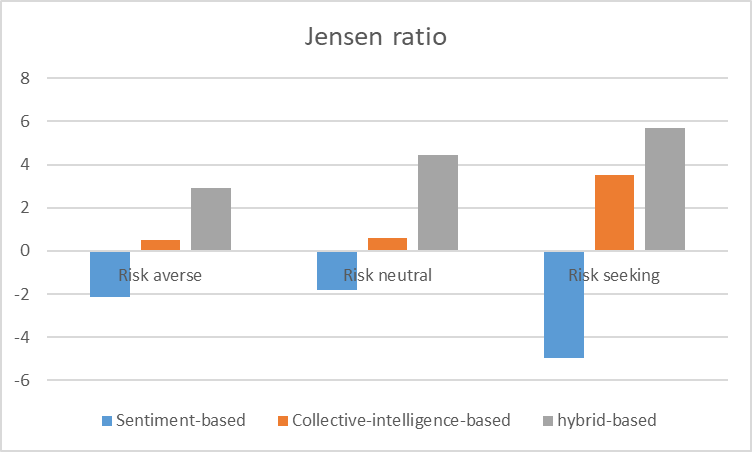 Jensen ratio
8
6
4
2
0
Risk averse Risk neutral Risk seeking
-2
-4
-6
Sentiment-based Collective-intelligence-based hybrid-based